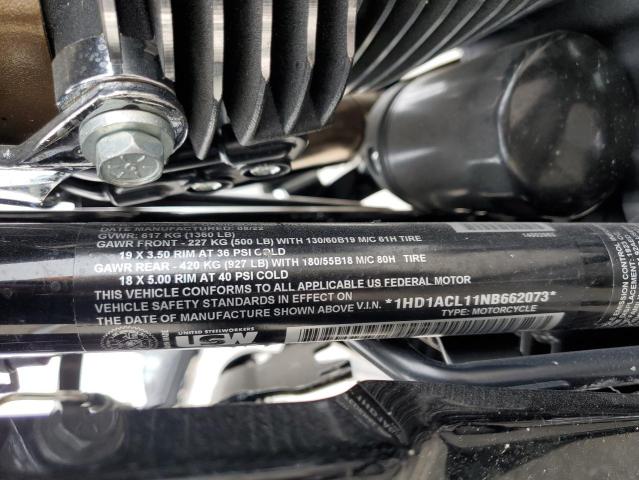 DATE MANUFACTURED 08/22
GVWR: 617 KG (1360 LB)
GAWR FRONT - 227 KG (500 LB) WITH 130/60B19 M/C 61H TIRE
19 X 3.50 RIM AT 36 PSI COLD
GAWR REAR - 420 KG (927 LB) WITH 180/55B18 M/C 80H TIRE
18 X 5.00 RIM AT 40 PSI COLD
THIS VEHICLE CONFORMS TO ALL APPLICABLE US FEDERAL MOTOR
VEHICLE SAFETY STANDARDS IN EFFECT ON
THE DATE OF MANUFACTURE SHOWN ABOVE V.I.N. *1HD1ACL11NB662073*
TYPE: MOTORCYCLE
UNITED STEELWORKERS
USW